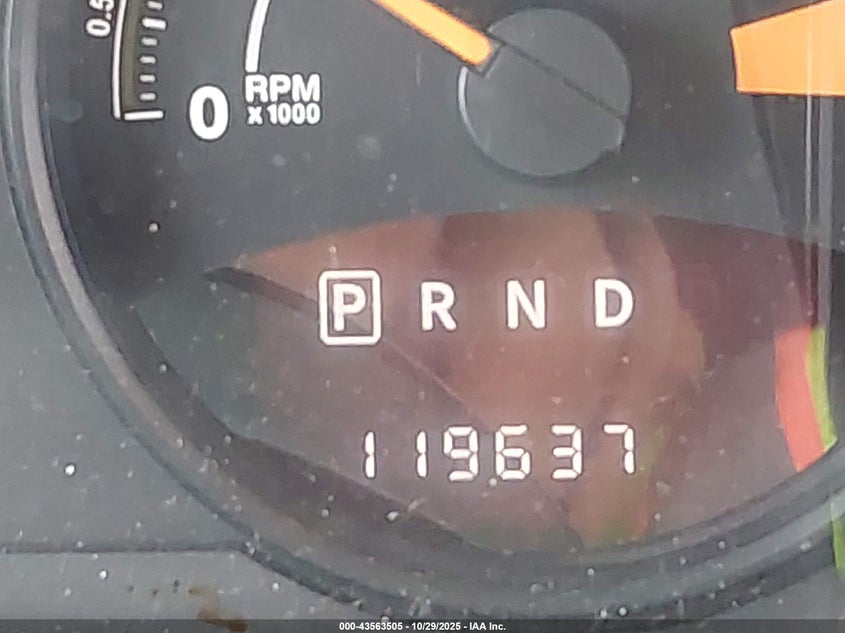 0.5
0
RPM
X1000
P R N D
119637
000-43563505 - 10/29/2025 - IAA Inc.